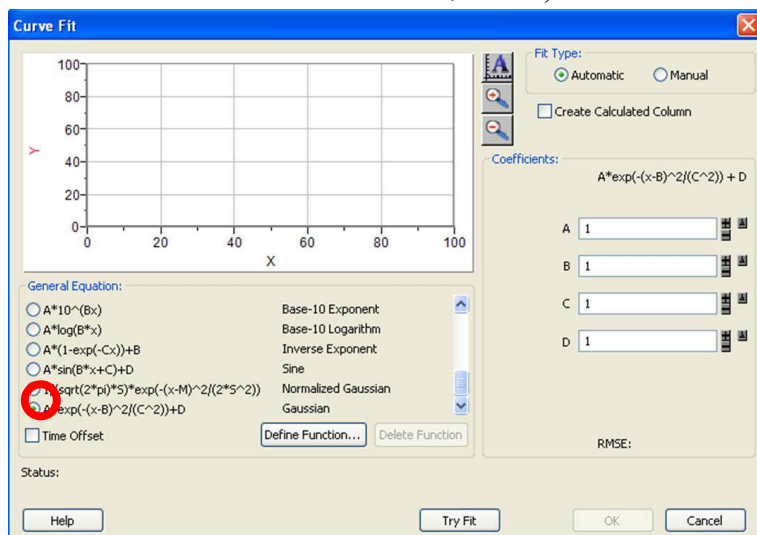 Curve Fit
100
80
60
40
20
0
Y
0 20 40 60 80 100
X
A
Fit Type:
Automatic Manual
Create Calculated Column
Coefficients:
A*exp(-(x-B)^2/(C^2)) + D
A 1
B 1
C 1
D 1
RMSE:
General Equation:
A*10^(Bx) Base-10 Exponent
A*log(B*x) Base-10 Logarithm
A*(1-exp(-Cx))+B Inverse Exponent
A*sin(B*x+C)+D Sine
(sqrt(2*pi)*S)*exp(-(x-M)^2/(2*S^2)) Normalized Gaussian
A*exp(-(x-B)^2/(C^2))+D Gaussian
Time Offset Define Function... Delete Function
Status:
Help Try Fit OK Cancel